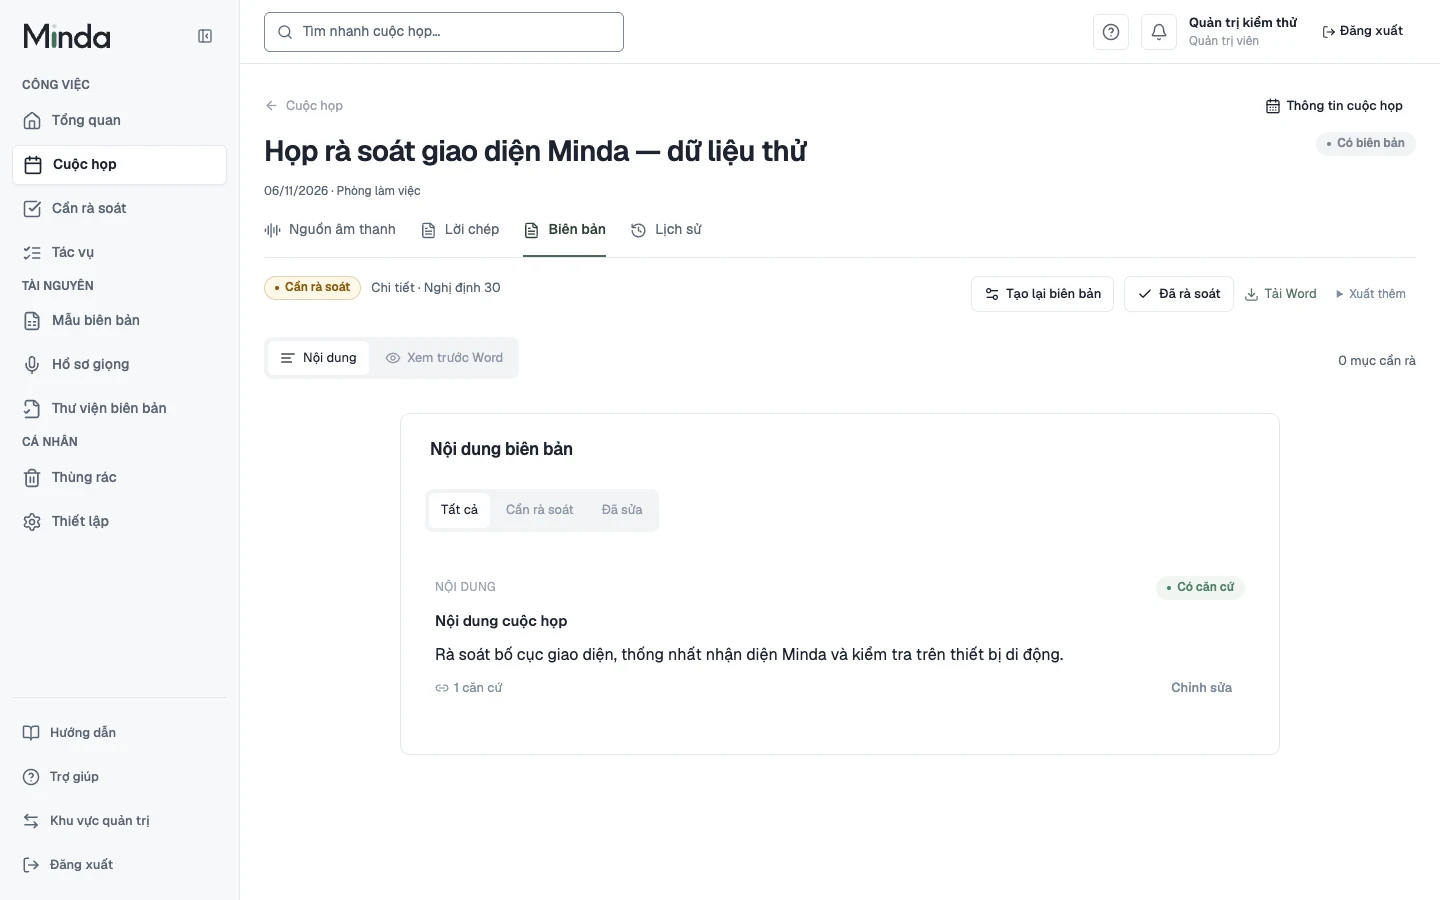 Minda
CÔNG VIỆC
Tổng quan
Cuộc họp
Cần rà soát
Tác vụ
TÀI NGUYÊN
Mẫu biên bản
Hồ sơ giọng
Thư viện biên bản
CÁ NHÂN
Thùng rác
Thiết lập
Hướng dẫn
Trợ giúp
Khu vực quản trị
Đăng xuất
Tìm nhanh cuộc họp...
Quản trị kiểm thử
Quản trị viên
Đăng xuất
Cuộc họp
Thông tin cuộc họp
Họp rà soát giao diện Minda — dữ liệu thử
Có biên bản
06/11/2026 · Phòng làm việc
Nguồn âm thanh
Lời chép
Biên bản
Lịch sử
Cần rà soát
Chi tiết · Nghị định 30
Tạo lại biên bản
Đã rà soát
Tải Word
Xuất thêm
Nội dung
Xem trước Word
0 mục cần rà
Nội dung biên bản
Tất cả
Cần rà soát
Đã sửa
NỘI DUNG
Có căn cứ
Nội dung cuộc họp
Rà soát bố cục giao diện, thống nhất nhận diện Minda và kiểm tra trên thiết bị di động.
1 căn cứ
Chỉnh sửa